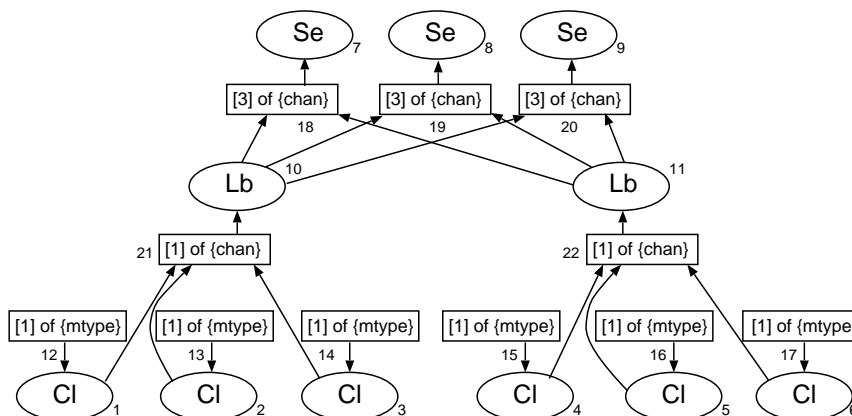 Se 7 Se 8 Se 9
[3] of {chan} [3] of {chan} [3] of {chan}
18 19 20
Lb 10 Lb 11
21 [1] of {chan} 22 [1] of {chan}
[1] of {mtype} [1] of {mtype} [1] of {mtype} [1] of {mtype} [1] of {mtype} [1] of {mtype
12 13 14 15 16 17
Cl 1 Cl 2 Cl 3 Cl 4 Cl 5 Cl